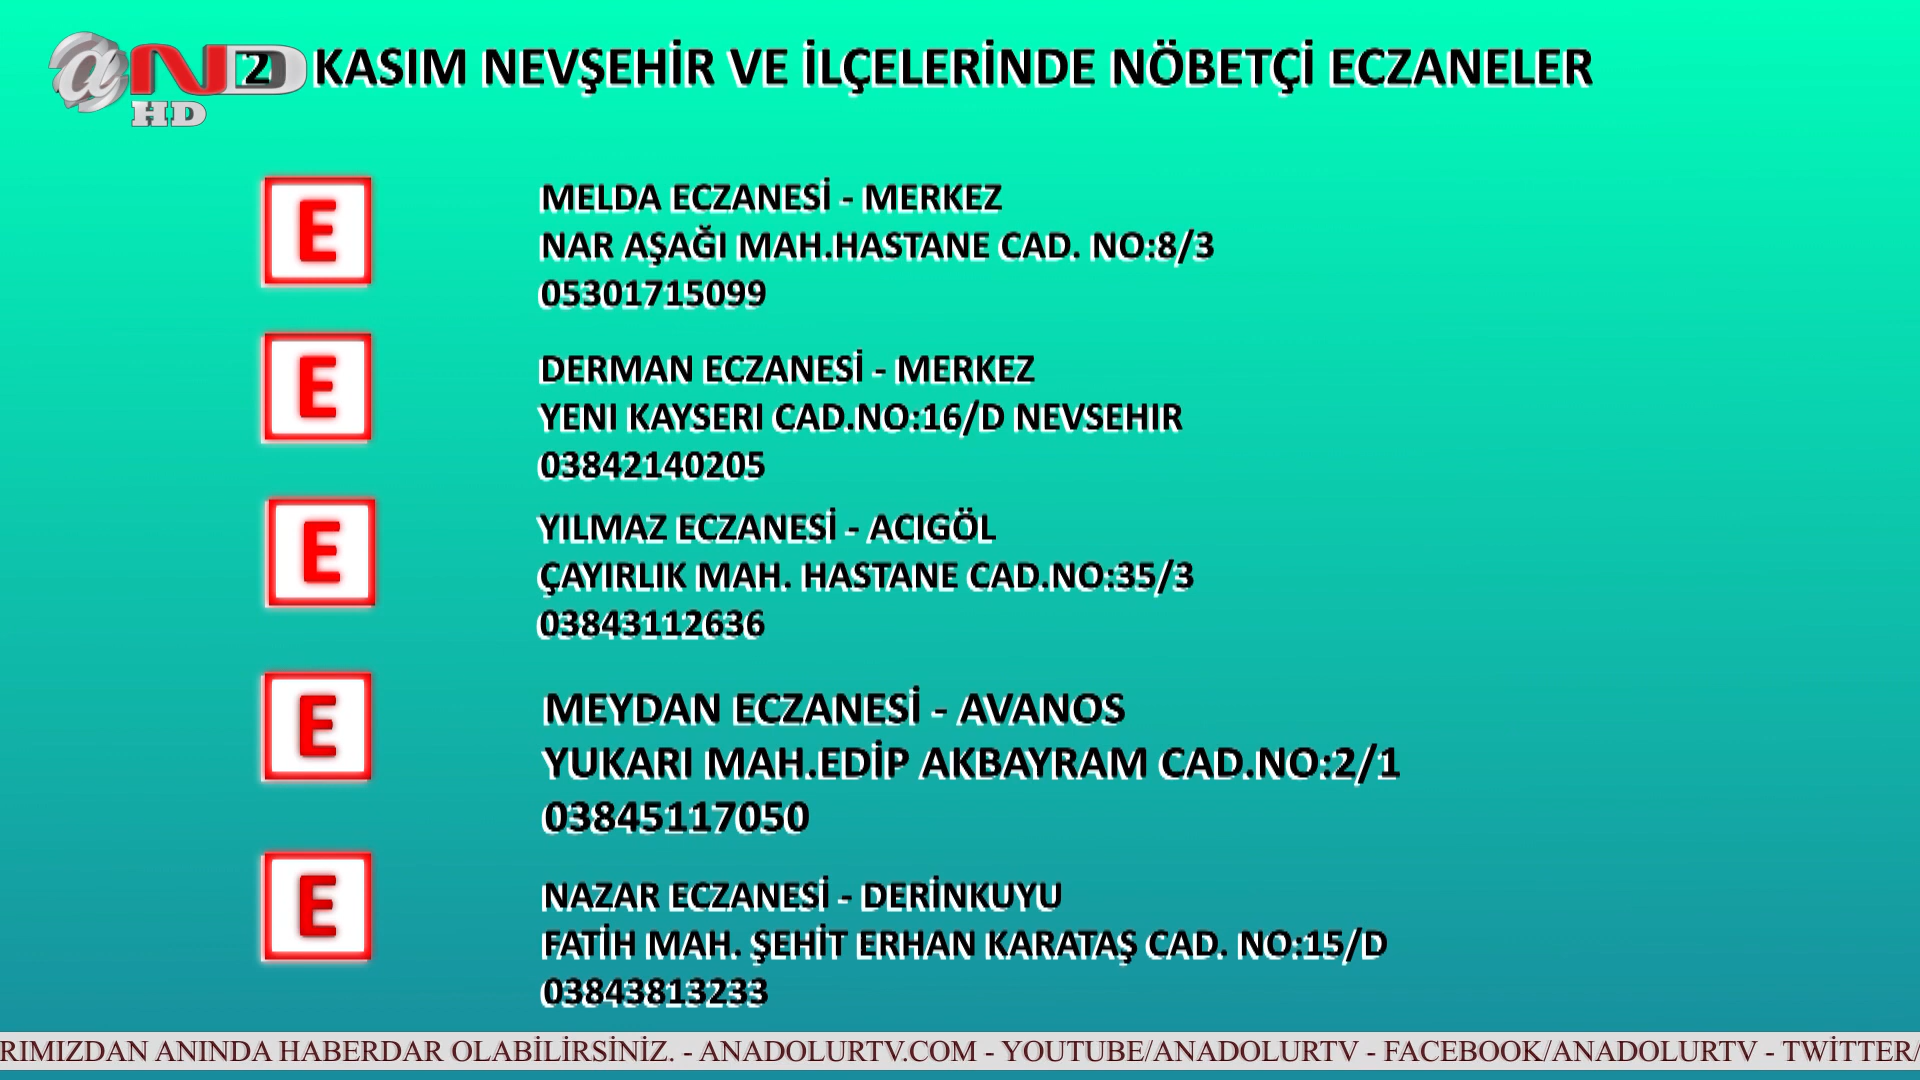 @ND
HD
2 KASIM NEVŞEHİR VE İLÇELERİNDE NÖBETÇİ ECZANELER
E
MELDA ECZANESİ - MERKEZ
NAR AŞAĞI MAH.HASTANE CAD. NO:8/3
05301715099
E
DERMAN ECZANESİ - MERKEZ
YENI KAYSERI CAD.NO:16/D NEVSEHIR
03842140205
E
YILMAZ ECZANESİ - ACIGÖL
ÇAYIRLIK MAH. HASTANE CAD.NO:35/3
03843112636
E
MEYDAN ECZANESİ - AVANOS
YUKARI MAH.EDİP AKBAYRAM CAD.NO:2/1
03845117050
E
NAZAR ECZANESİ - DERİNKUYU
FATİH MAH. ŞEHİT ERHAN KARATAŞ CAD. NO:15/D
03843813233
RIMIZDAN ANINDA HABERDAR OLABİLİRSİNİZ. - ANADOLURTV.COM - YOUTUBE/ANADOLURTV - FACEBOOK/ANADOLURTV - TWİTTER/